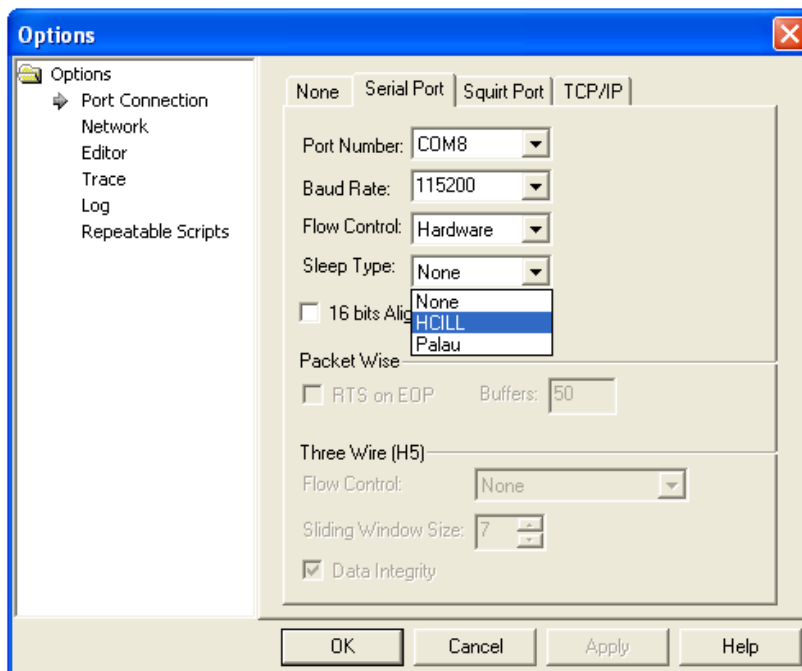 Options
Options
Port Connection
Network
Editor
Trace
Log
Repeatable Scripts
None Serial Port Squirt Port TCP/IP
Port Number: COM8
Baud Rate: 115200
Flow Control: Hardware
Sleep Type: None
None
16 bits Alig HCILL
Palau
Packet Wise
RTS on EOP Buffers: 50
Three Wire (H5)
Flow Control: None
Sliding Window Size: 7
Data Integrity
OK Cancel Apply Help